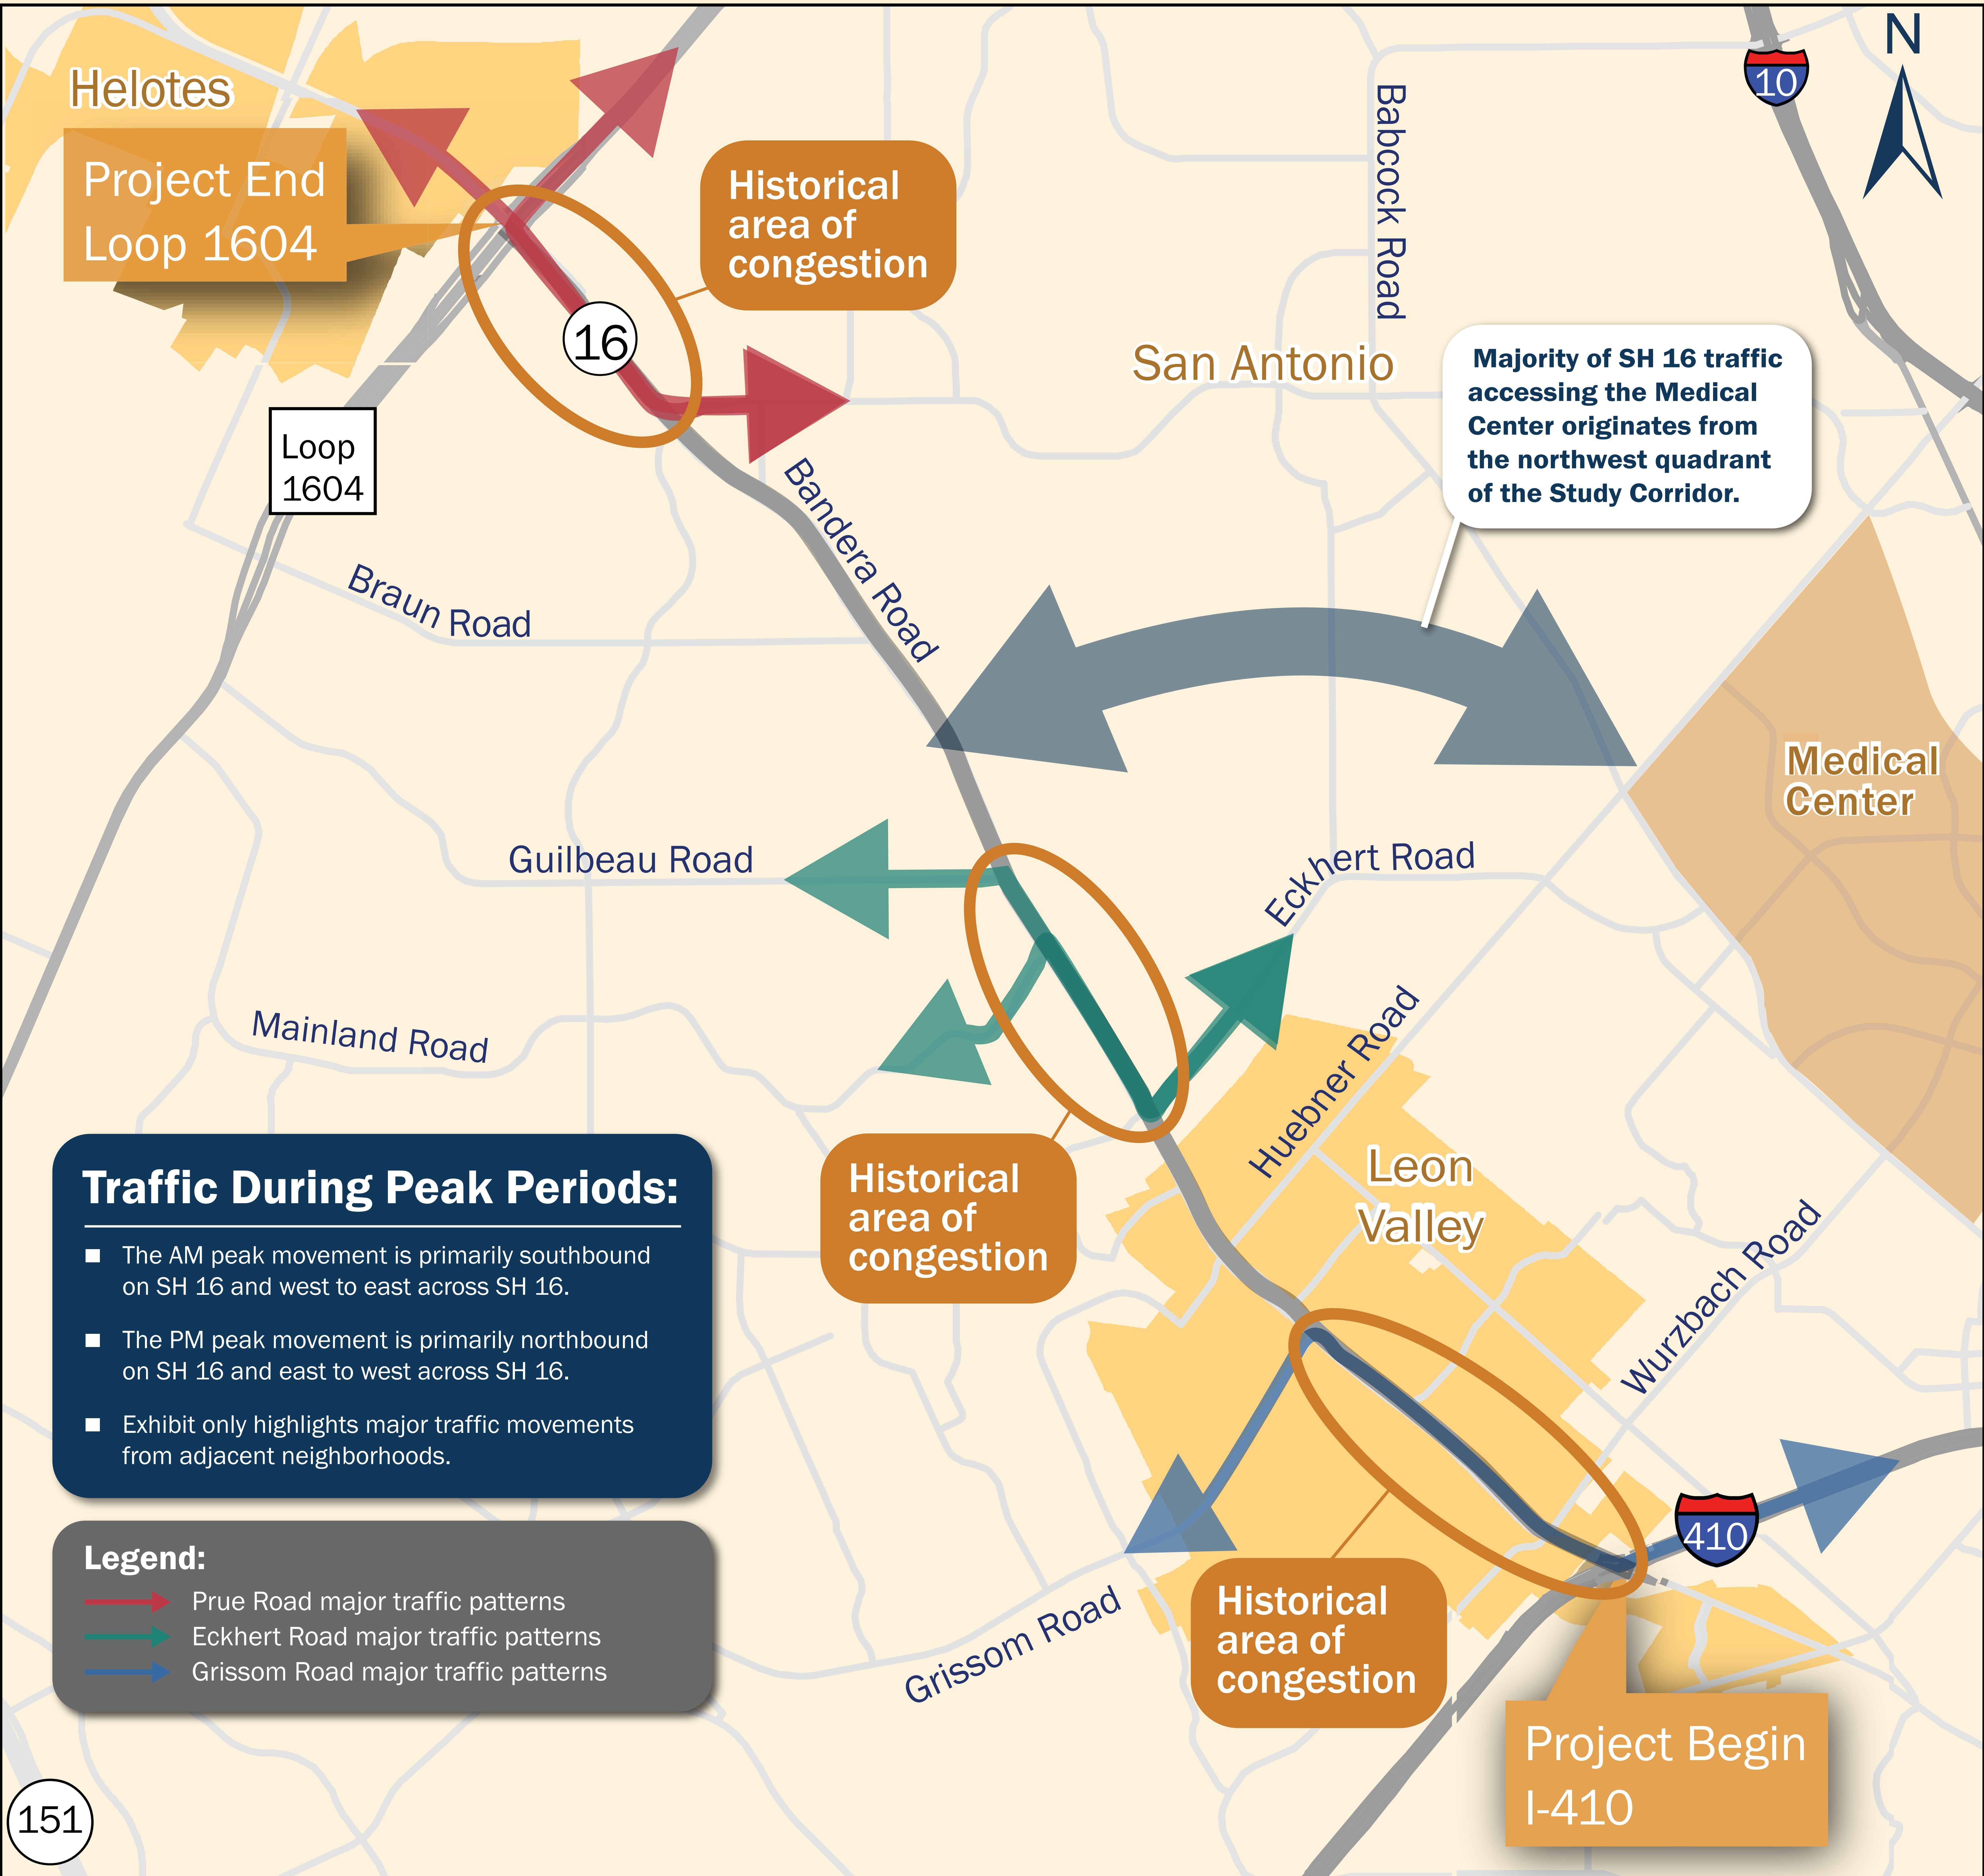 N
10
Helotes
Project End
Loop 1604
Historical
area of
congestion
Babcock Road
16
San Antonio
Majority of SH 16 traffic
accessing the Medical
Center originates from
the northwest quadrant
of the Study Corridor.
Loop
1604
Bandera Road
Braun Road
Medical
Center
Guilbeau Road
Eckhert Road
Mainland Road
Huebner Road
Historical
area of
congestion
Leon
Valley
Traffic During Peak Periods:
The AM peak movement is primarily southbound
on SH 16 and west to east across SH 16.
The PM peak movement is primarily northbound
on SH 16 and east to west across SH 16.
Exhibit only highlights major traffic movements
from adjacent neighborhoods.
Wurzbach Road
410
Legend:
Prue Road major traffic patterns
Eckhert Road major traffic patterns
Grissom Road major traffic patterns
Grissom Road
Historical
area of
congestion
Project Begin
I-410
151